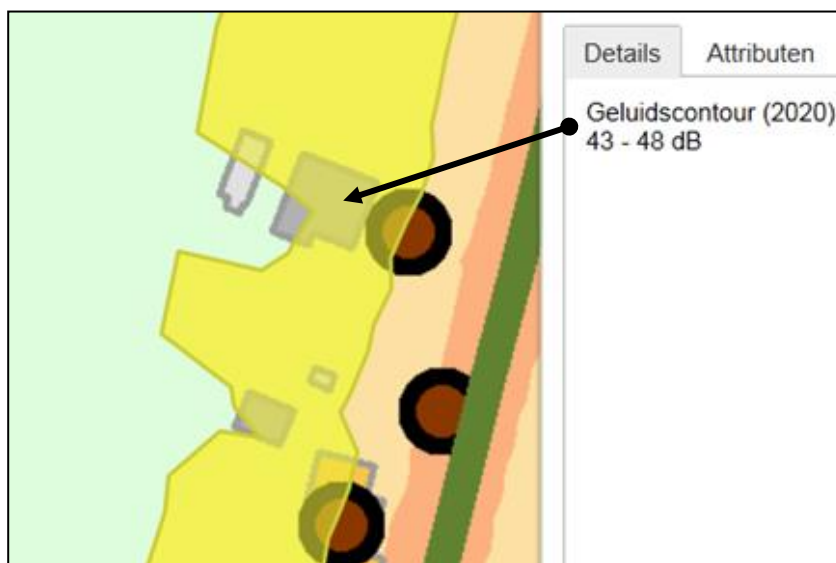 Details Attributen
Geluidscontour (2020)
43 - 48 dB